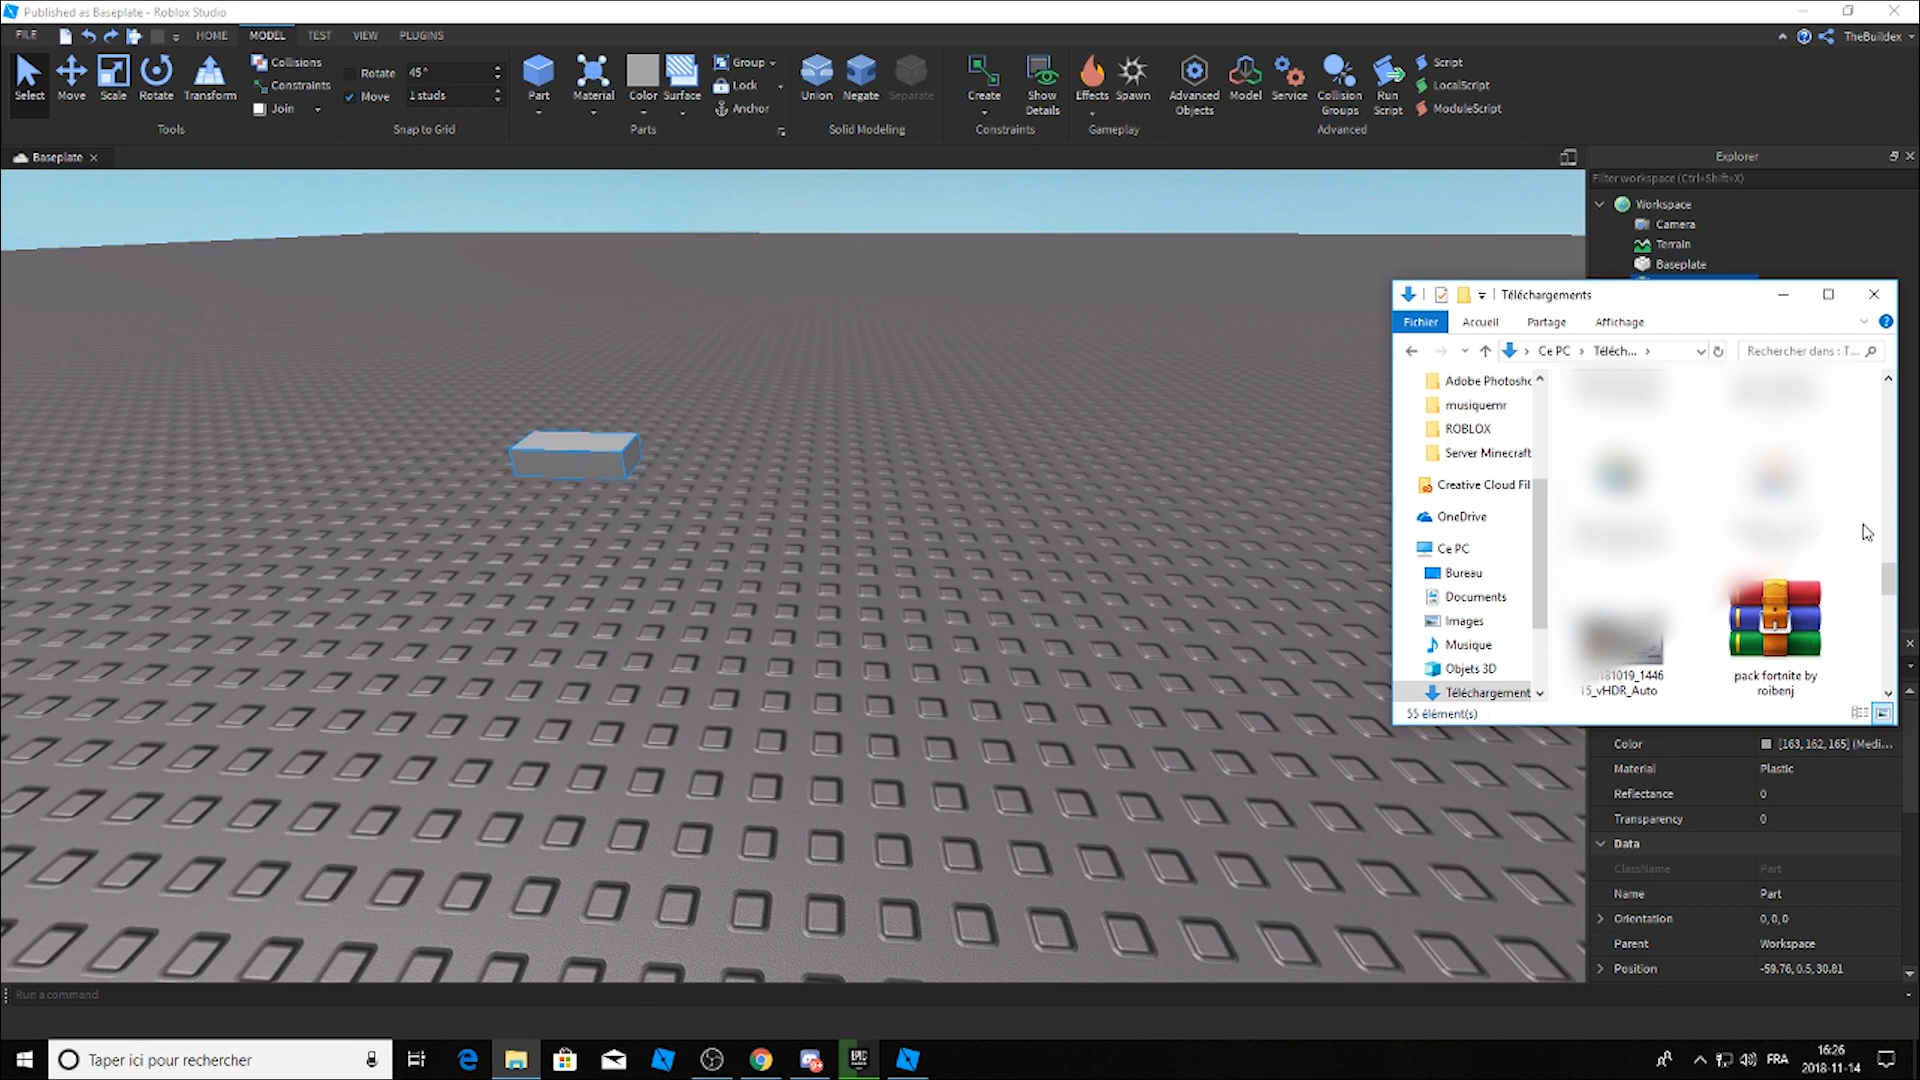 Published as Baseplate - Roblox Studio
FILE HOME MODEL TEST VIEW PLUGINS TheBuildex
Select Move Scale Rotate Transform
Collisions
Constraints
Join
Tools
Rotate 45°
Move 1 studs
Snap to Grid
Part Material Color Surface
Group
Lock
Anchor
Parts
Union Negate Separate
Solid Modeling
Create Show Details
Constraints
Effects Spawn
Gameplay
Advanced Objects Model Service Collision Groups Run Script
Script
LocalScript
ModuleScript
Advanced
Baseplate
Explorer
Filter workspace (Ctrl+Shift+X)
Workspace
Camera
Terrain
Baseplate
Téléchargements
Fichier Accueil Partage Affichage
Ce PC Téléch... Rechercher dans : T...
Adobe Photosho
musiquemr
ROBLOX
Server Minecraft
Creative Cloud Fil
OneDrive
Ce PC
Bureau
Documents
Images
Musique
Objets 3D
Téléchargement
0181019_1446
15_vHDR_Auto
pack fortnite by
roibenj
55 élément(s)
Color [163, 162, 165] (Medi...
Material Plastic
Reflectance 0
Transparency 0
Data
ClassName Part
Name Part
Orientation 0, 0, 0
Parent Workspace
Position -59.76, 0.5, 30.81
Run a command
Taper ici pour rechercher
EPIC
FRA
16:26
2018-11-14